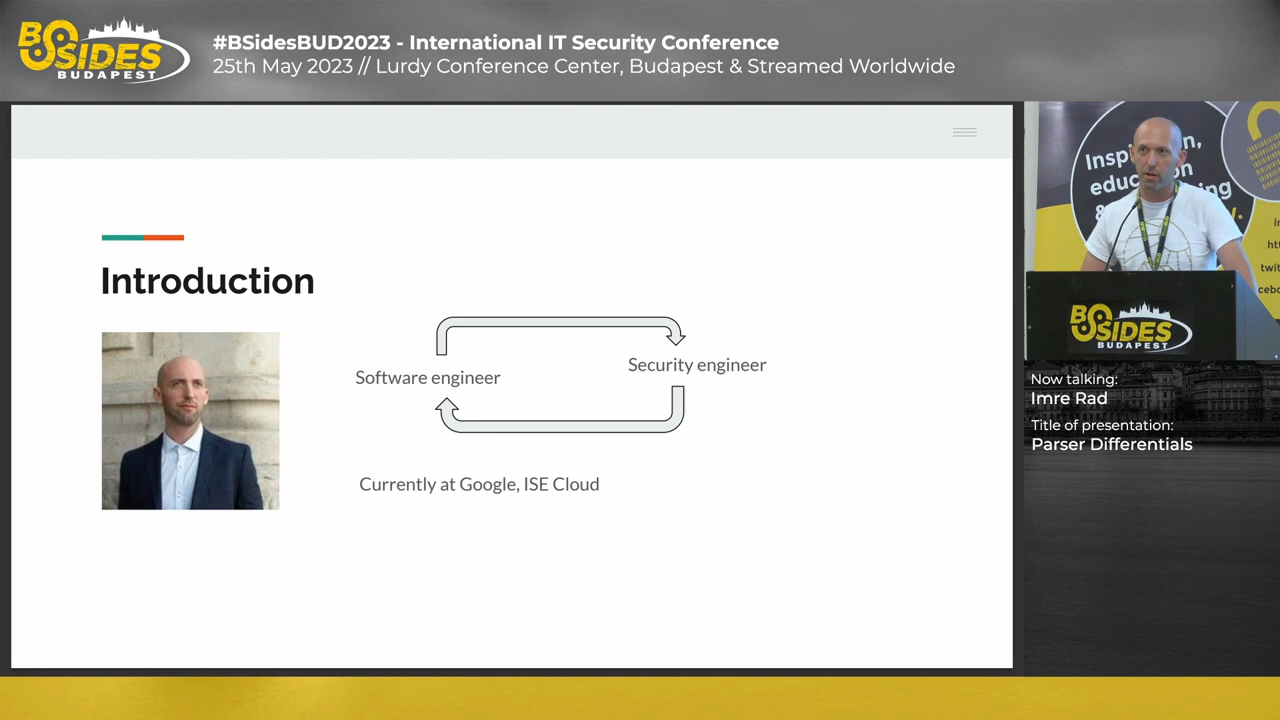 BSIDES
BUDAPEST
#BSidesBUD2023 - International IT Security Conference
25th May 2023 // Lurdy Conference Center, Budapest & Streamed Worldwide
Introduction
Software engineer
Security engineer
Currently at Google, ISE Cloud
BSIDES
BUDAPEST
Now talking:
Imre Rad
Title of presentation:
Parser Differentials